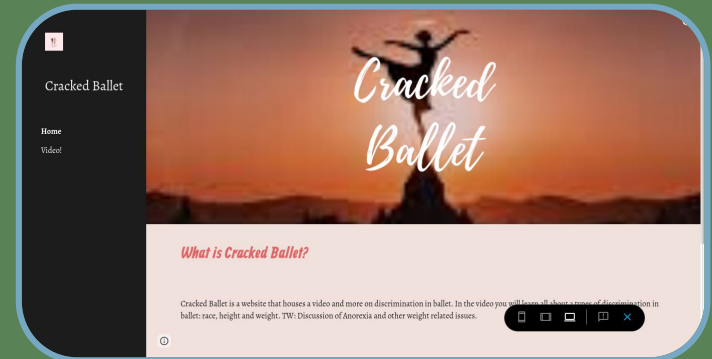 Cracked Ballet
Home
Video!
Cracked
Ballet
What is Cracked Ballet?
Cracked Ballet is a website that houses a video and more on discrimination in ballet. In the video you will learn all about a types of discrimination in
ballet: race, height and weight. TW: Discussion of Anorexia and other weight related issues.